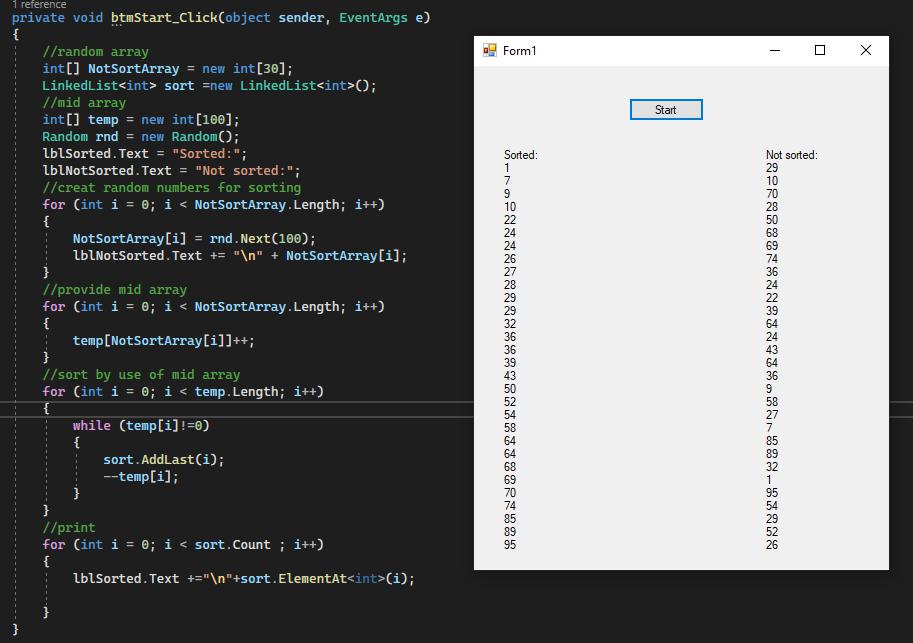 1 reference
private void btmStart_Click(object sender, EventArgs e)
{
//random array
int[] NotSortArray = new int[30];
LinkedList<int> sort =new LinkedList<int>();
//mid array
int[] temp = new int[100];
Random rnd = new Random();
lblSorted.Text = "Sorted:";
lblNotSorted.Text = "Not sorted:";
//creat random numbers for sorting
for (int i = 0; i < NotSortArray.Length; i++)
{
NotSortArray[i] = rnd.Next(100);
lblNotSorted.Text += "\n" + NotSortArray[i];
}
//provide mid array
for (int i = 0; i < NotSortArray.Length; i++)
{
temp[NotSortArray[i]]++;
}
//sort by use of mid array
for (int i = 0; i < temp.Length; i++)
{
while (temp[i]!=0)
{
sort.AddLast(i);
--temp[i];
}
}
//print
for (int i = 0; i < sort.Count ; i++)
{
lblSorted.Text +="\n"+sort.ElementAt<int>(i);
}
}
Form1
Start
Sorted:
1
7
9
10
22
24
24
26
27
28
29
29
32
36
36
39
43
50
52
54
58
64
64
68
69
70
74
85
89
95
Not sorted:
29
10
70
28
50
68
69
74
36
24
22
39
64
24
43
64
36
9
58
27
7
85
89
32
1
95
54
29
52
26